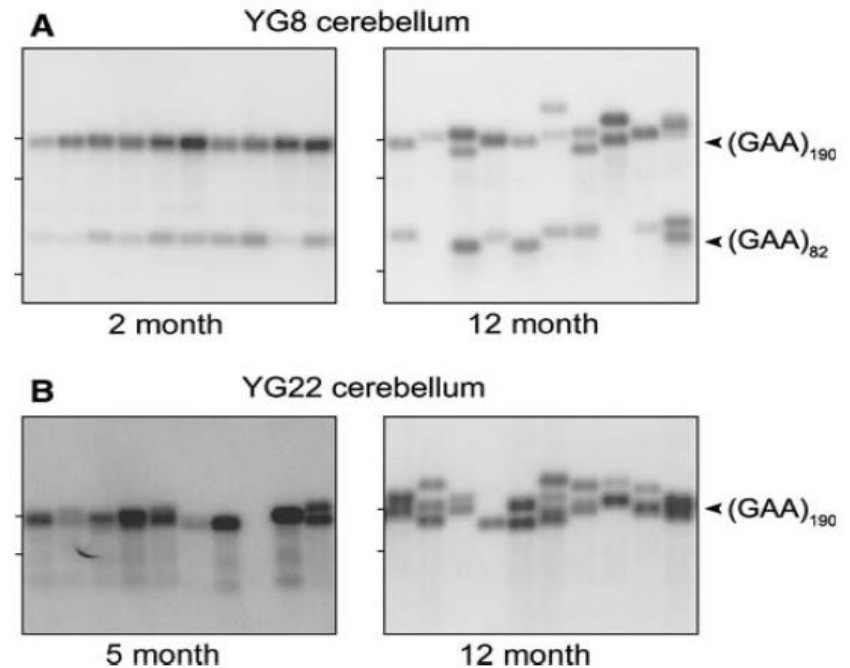 A YG8 cerebellum
(GAA)190
(GAA)82
2 month 12 month
B YG22 cerebellum
(GAA)190
5 month 12 month